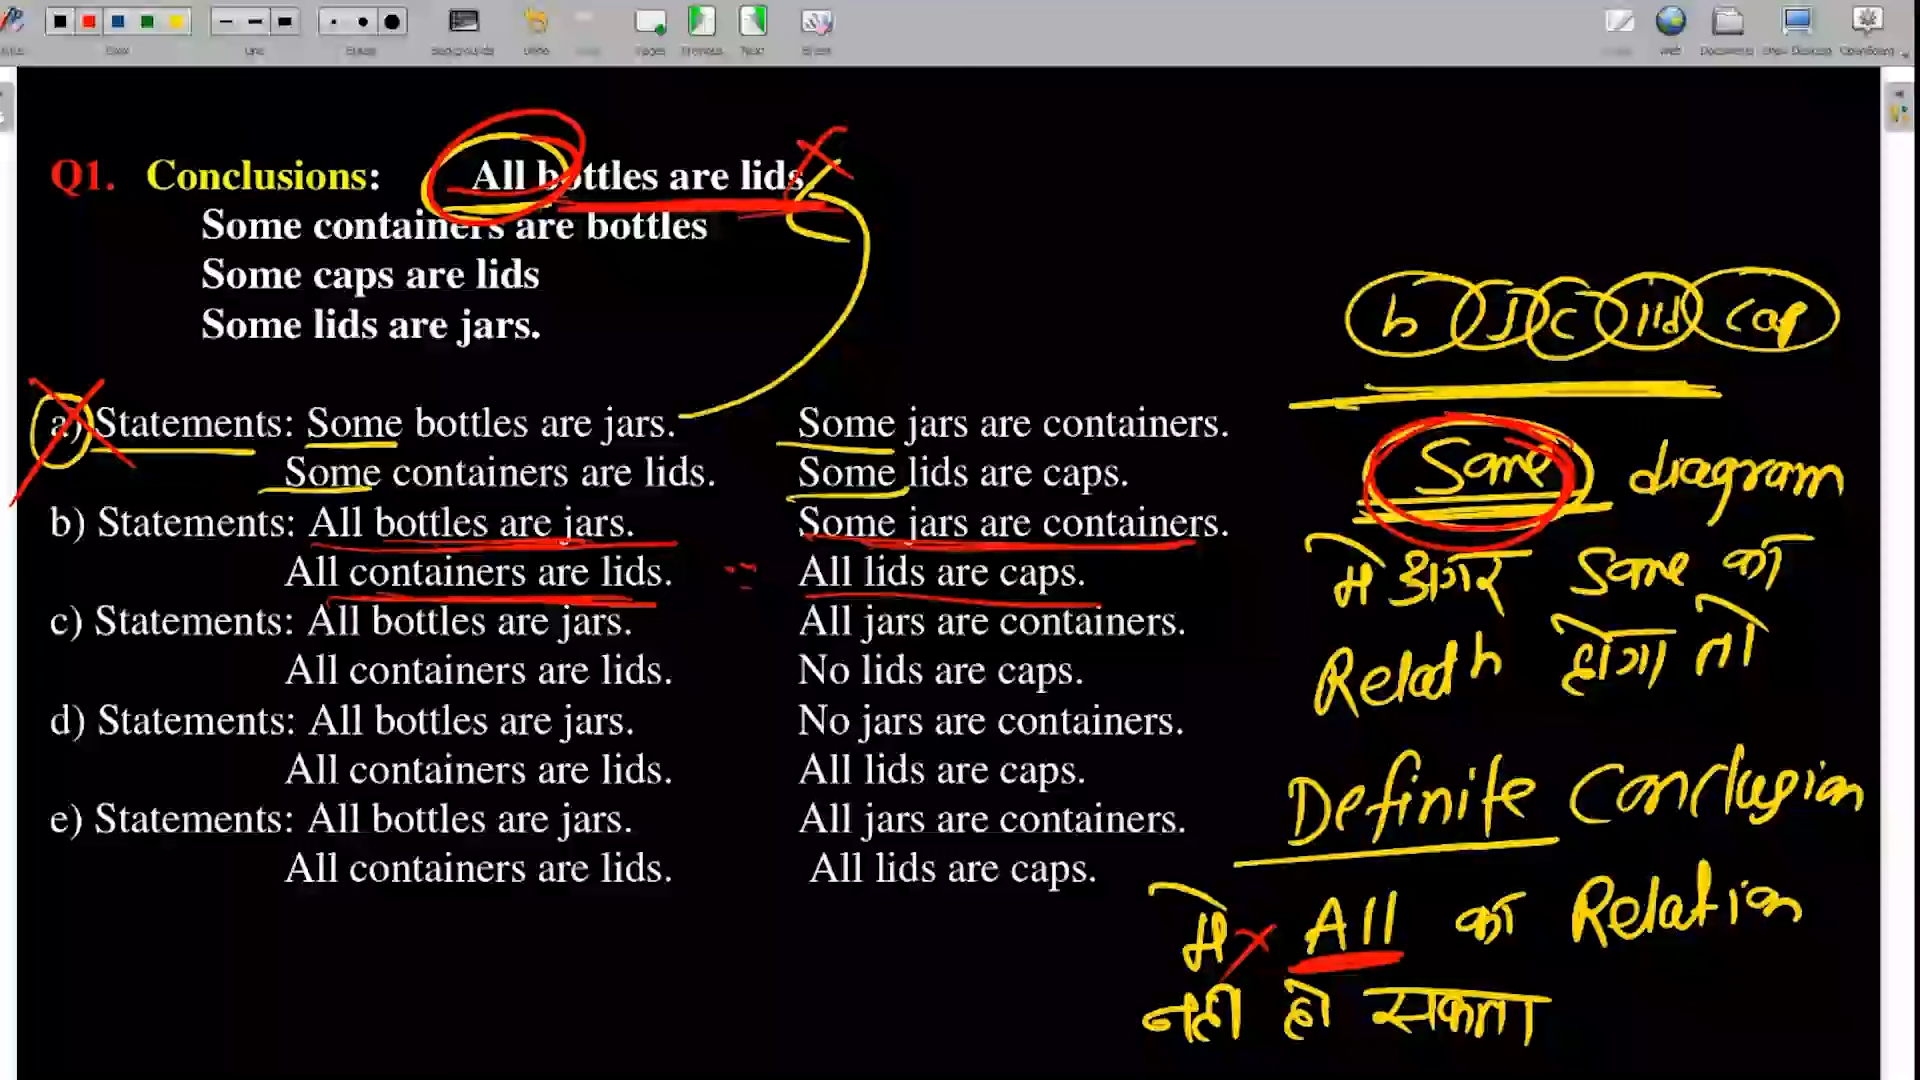 Q1. Conclusions: All bottles are lids
Some containers are bottles
Some caps are lids
Some lids are jars.
a) Statements: Some bottles are jars. Some jars are containers.
Some containers are lids. Some lids are caps.
b) Statements: All bottles are jars. Some jars are containers.
All containers are lids. All lids are caps.
c) Statements: All bottles are jars. All jars are containers.
All containers are lids. No lids are caps.
d) Statements: All bottles are jars. No jars are containers.
All containers are lids. All lids are caps.
e) Statements: All bottles are jars. All jars are containers.
All containers are lids. All lids are caps.
b J C lid cap
Some diagram
मे अगर Some का
Relatn होगा तो
Definite Conclusion
मे All का Relation
नही हो सकता